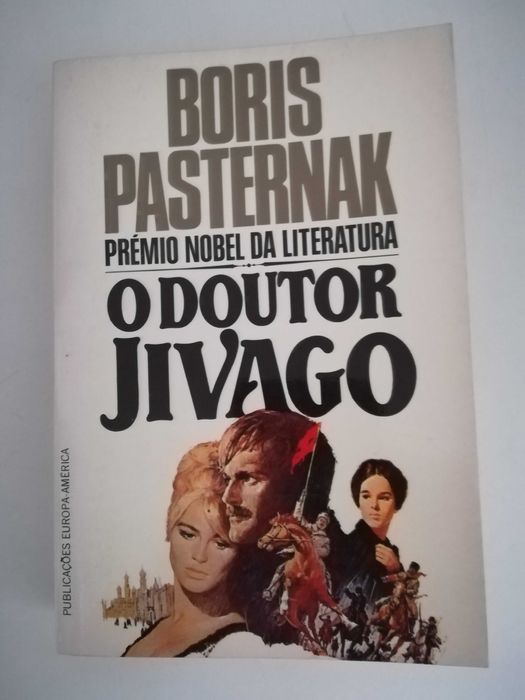 BORIS
PASTERNAK
PRÉMIO NOBEL DA LITERATURA
O DOUTOR
JIVAGO
PUBLICAÇÕES EUROPA-AMÉRICA